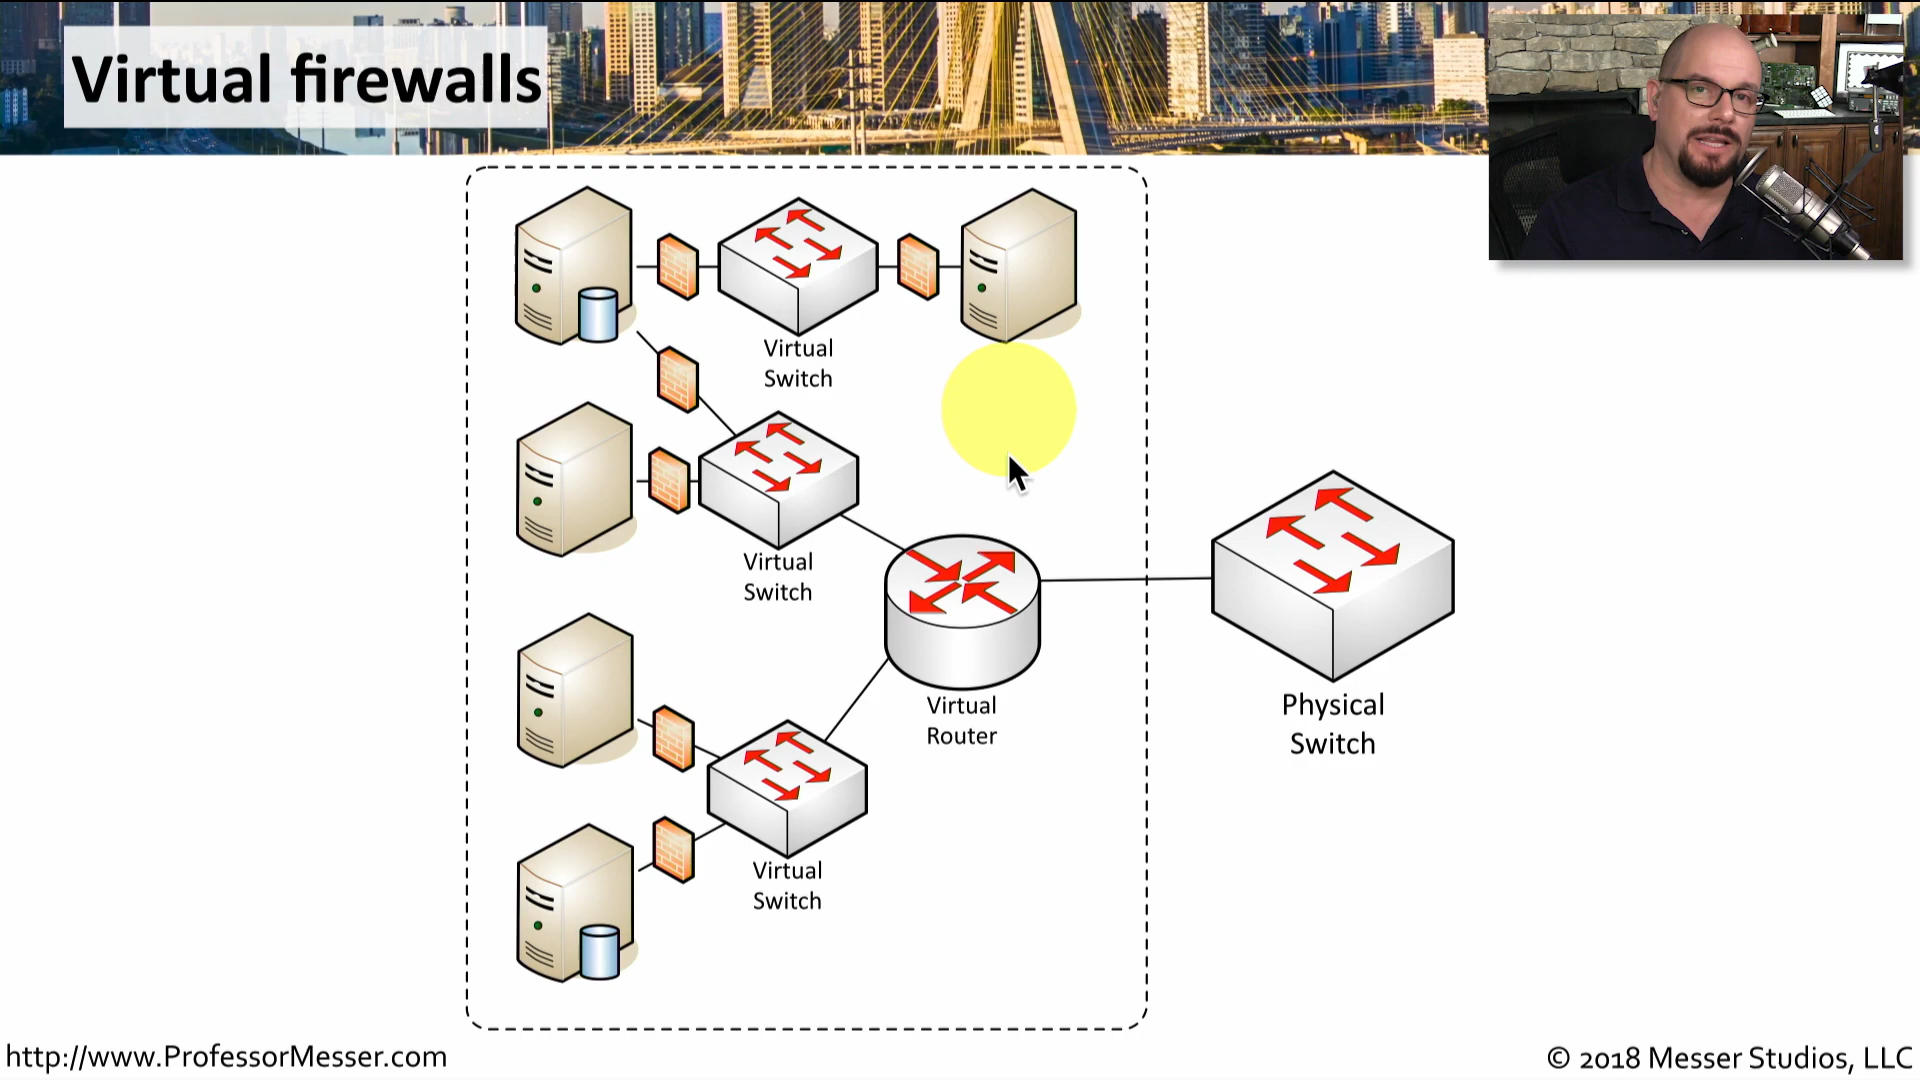 Virtual firewalls
Virtual
Switch
Virtual
Switch
Virtual
Router
Physical
Switch
Virtual
Switch
http://www.ProfessorMesser.com
© 2018 Messer Studios, LLC